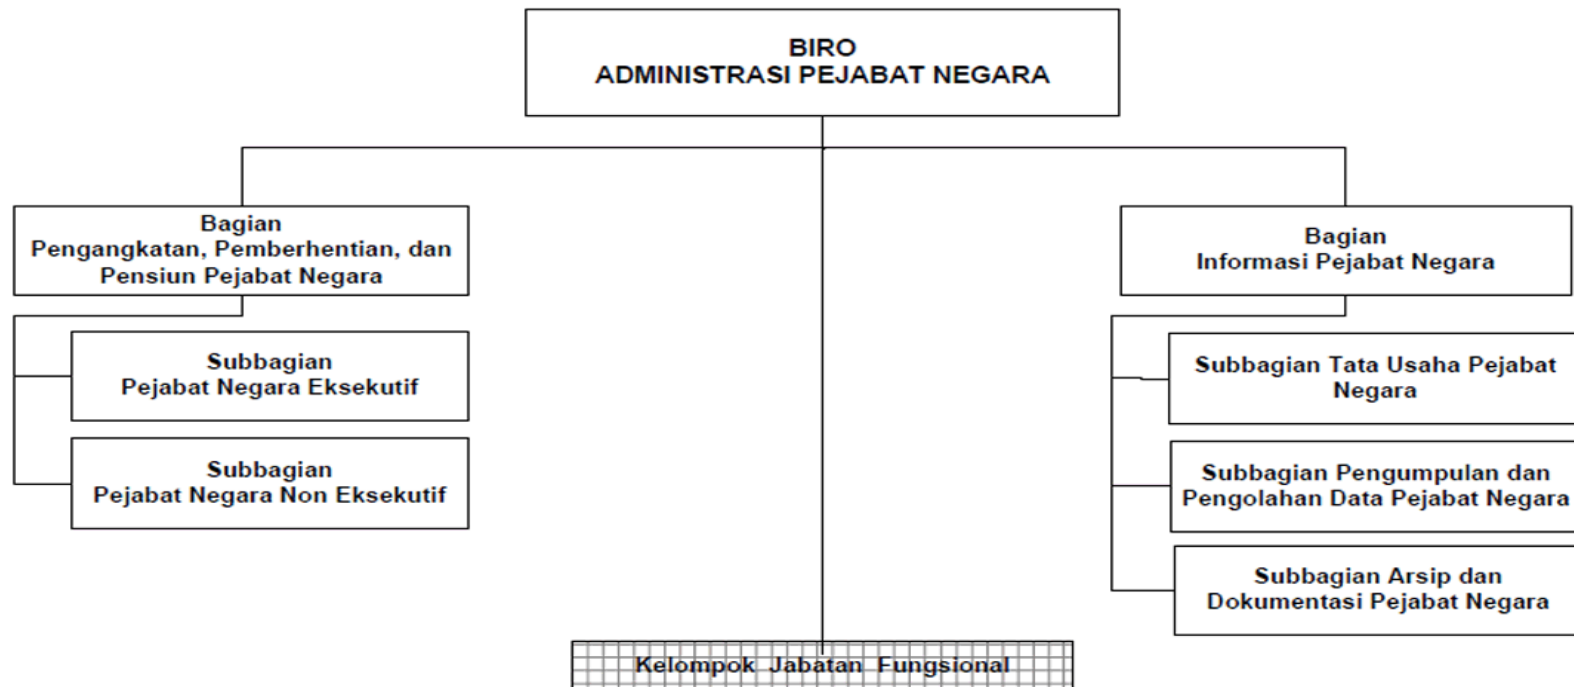 BIRO
ADMINISTRASI PEJABAT NEGARA
Bagian
Pengangkatan, Pemberhentian, dan
Pensiun Pejabat Negara
Subbagian
Pejabat Negara Eksekutif
Subbagian
Pejabat Negara Non Eksekutif
Bagian
Informasi Pejabat Negara
Subbagian Tata Usaha Pejabat
Negara
Subbagian Pengumpulan dan
Pengolahan Data Pejabat Negara
Subbagian Arsip dan
Dokumentasi Pejabat Negara
Kelompok Jabatan Fungsional